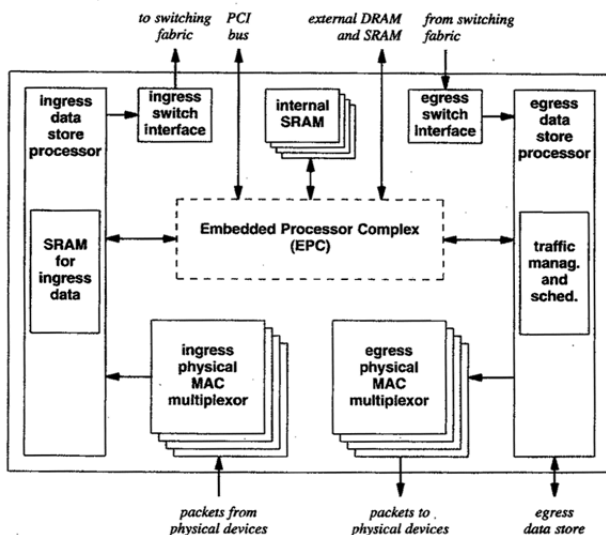 to switching
fabric
PCI
bus
external DRAM
and SRAM
from switching
fabric
ingress
data
store
processor
ingress
switch
interface
internal
SRAM
egress
switch
interface
egress
data
store
processor
SRAM
for
ingress
data
Embedded Processor Complex
(EPC)
traffic
manag.
and
sched.
ingress
physical
MAC
multiplexor
egress
physical
MAC
multiplexor
packets from
physical devices
packets to
physical devices
egress
data store